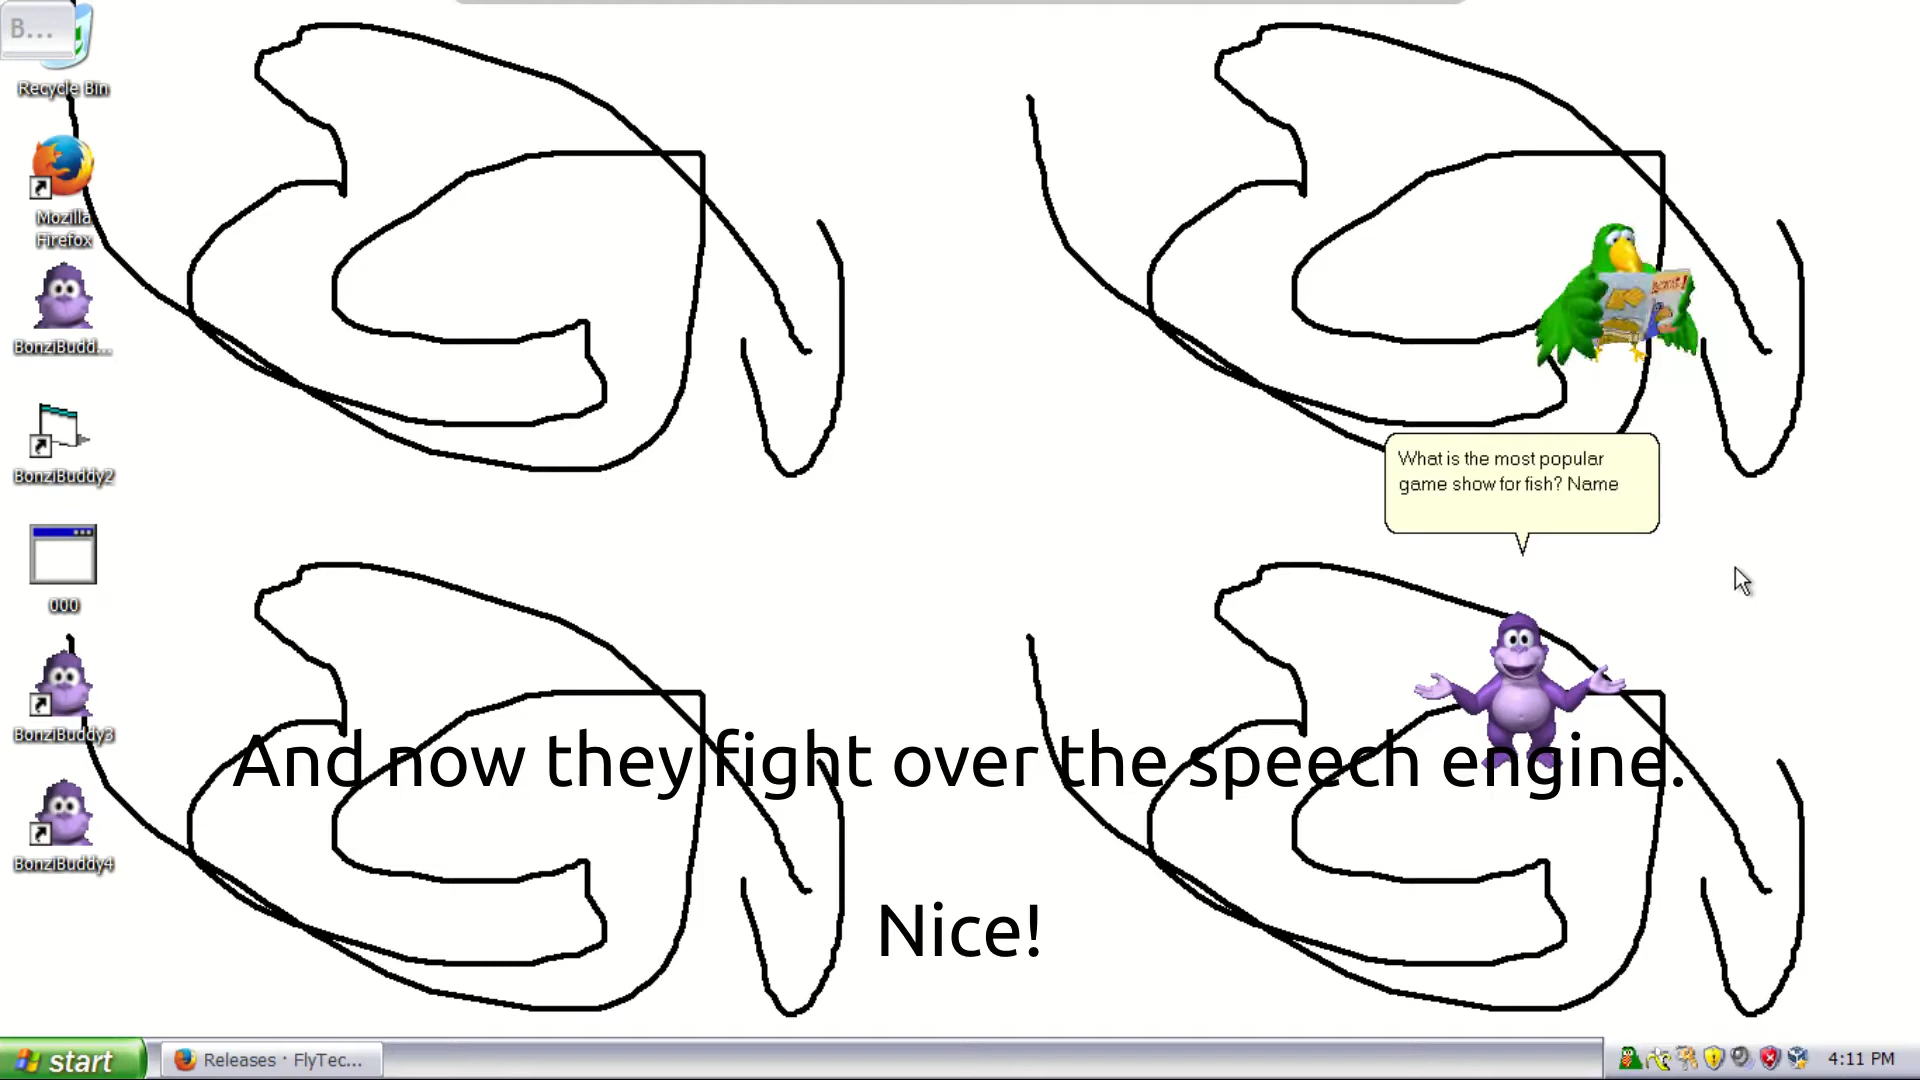 B...
Recycle Bin
Mozilla
Firefox
BonziBudd...
BonziBuddy2
000
BonziBuddy3
BonziBuddy4
What is the most popular
game show for fish? Name
And now they fight over the speech engine.
Nice!
start
Releases · FlyTec...
4:11 PM